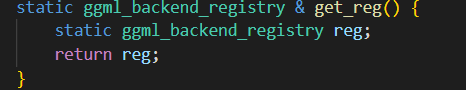 static ggml_backend_registry & get_reg() {
    static ggml_backend_registry reg;
    return reg;
}